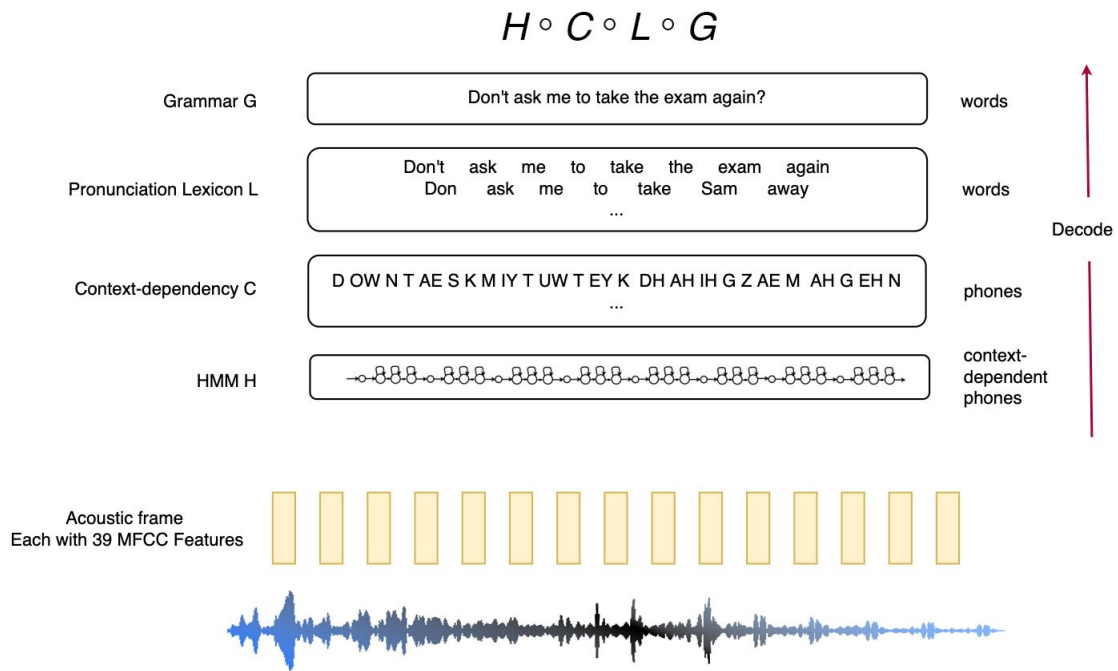 H ∘ C ∘ L ∘ G
Grammar G
Don't ask me to take the exam again?
words
Pronunciation Lexicon L
Don't ask me to take the exam again
Don ask me to take Sam away
...
words
Decode
Context-dependency C
D OW N T AE S K M IY T UW T EY K DH AH IH G Z AE M AH G EH N
...
phones
HMM H
context-
dependent
phones
Acoustic frame
Each with 39 MFCC Features